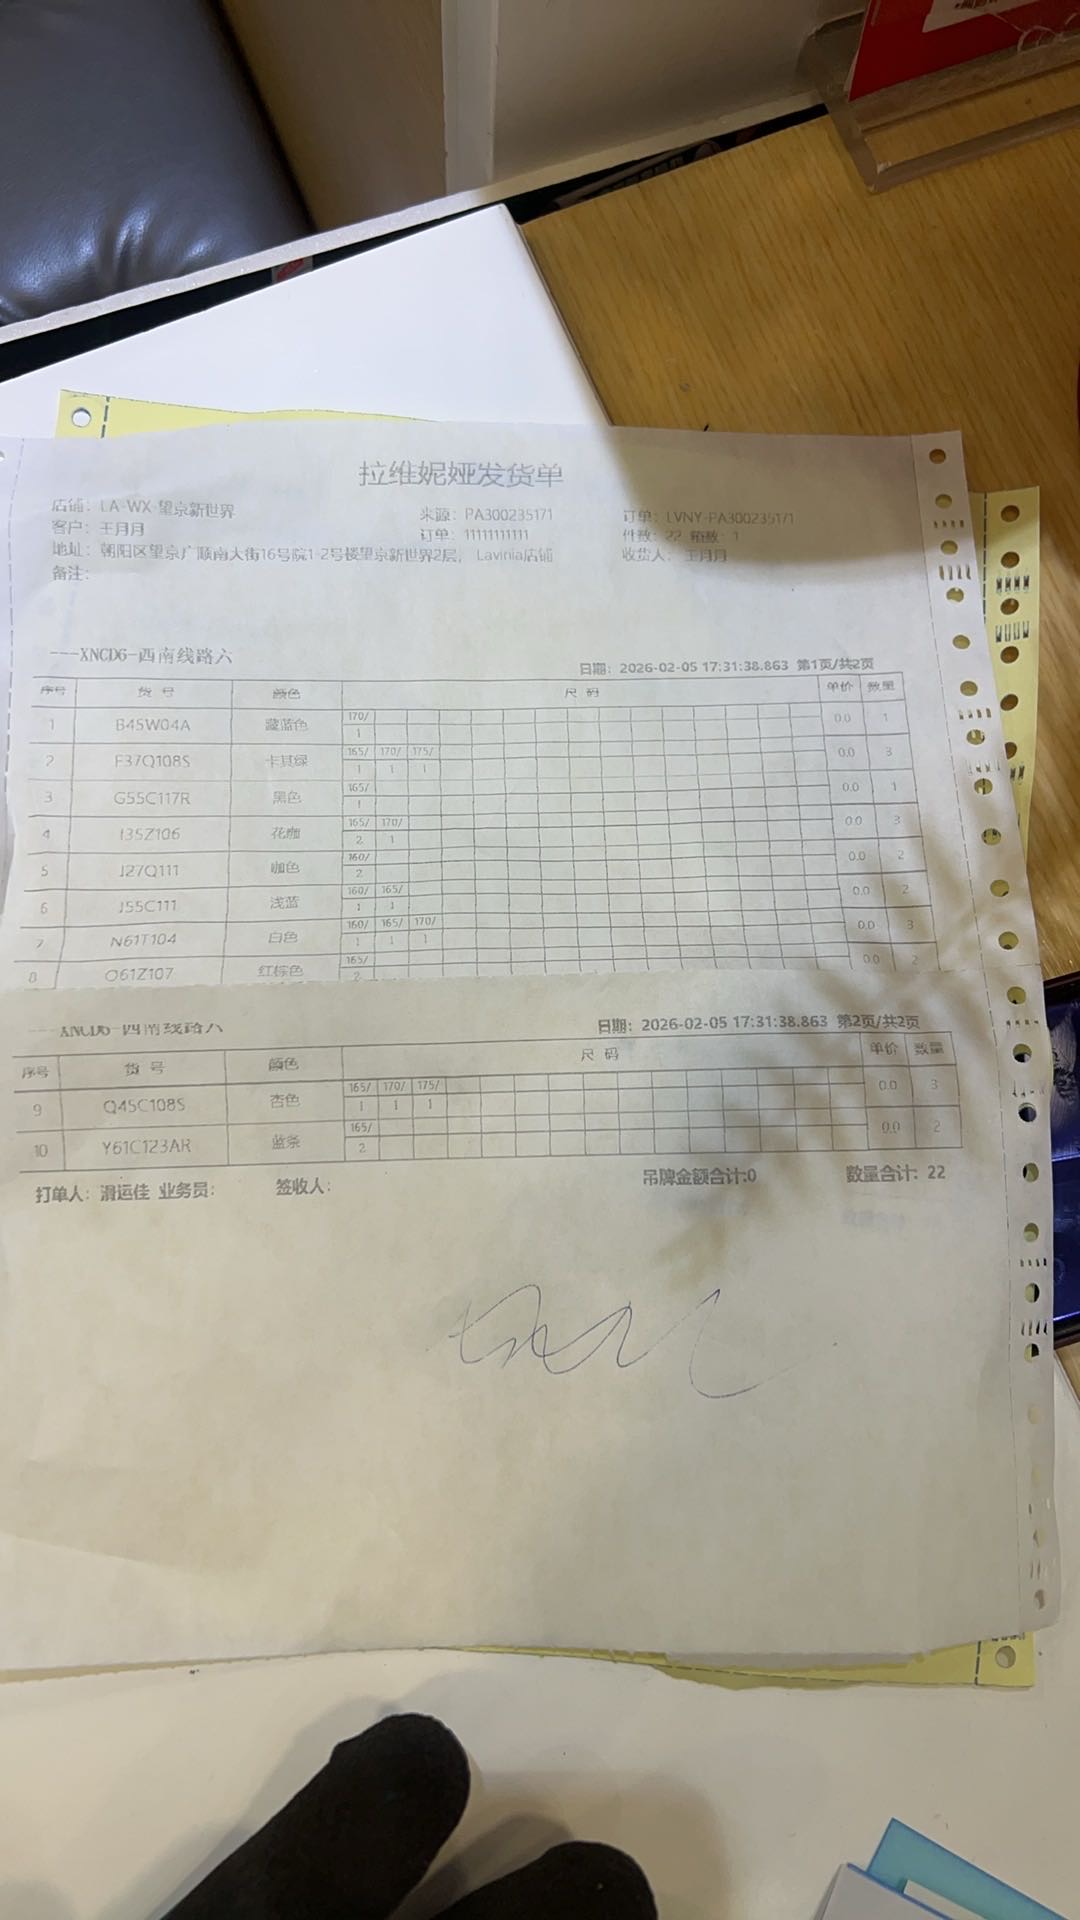 拉维妮娅发货单
店铺：LA-WX-望京新世界 来源：PA300235171 订单：LVNY-PA300235171
客户：王月月 订单：11111111111 件数：22 箱数：1
地址：朝阳区望京广顺南大街16号院1-2号楼望京新世界2层，Lavinia店铺 收货人：王月月
备注：
---XNCD6-西南线路六
日期：2026-02-05 17:31:38.863 第1页/共2页
序号 货号 颜色 尺码 单价 数量
170/
1 B45W04A 藏蓝色 1 0.0 1
165/ 170/ 175/
2 F37Q108S 卡其绿 1 1 1 0.0 3
165/
3 G55C117R 黑色 1 0.0 1
165/ 170/
4 I35Z106 花咖 2 1 0.0 3
160/
5 J27Q111 咖色 2 0.0 2
160/ 165/
6 J55C111 浅蓝 1 1 0.0 2
160/ 165/ 170/
7 N61T104 白色 1 1 1 0.0 3
165/
8 O61Z107 红棕色 2 0.0 2
---XNCD6-西南线路六
日期：2026-02-05 17:31:38.863 第2页/共2页
序号 货号 颜色 尺码 单价 数量
165/ 170/ 175/
9 Q45C108S 杏色 1 1 1 0.0 3
165/
10 Y61C123AR 蓝条 2 0.0 2
打单人：滑运佳 业务员： 签收人： 吊牌金额合计:0 数量合计：22